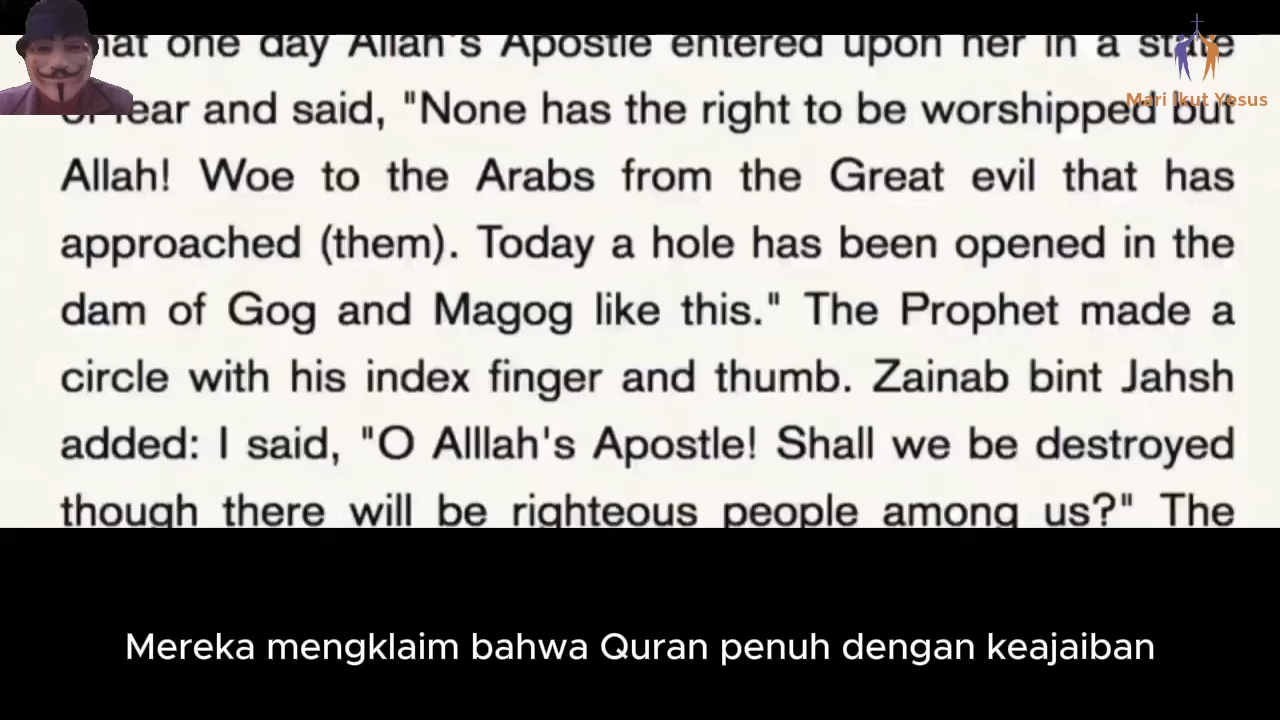 that one day Allah's Apostle entered upon her in a state
of fear and said, "None has the right to be worshipped but
Allah! Woe to the Arabs from the Great evil that has
approached (them). Today a hole has been opened in the
dam of Gog and Magog like this." The Prophet made a
circle with his index finger and thumb. Zainab bint Jahsh
added: I said, "O Alllah's Apostle! Shall we be destroyed
though there will be righteous people among us?" The
Mari Ikut Yesus
Mereka mengklaim bahwa Quran penuh dengan keajaiban